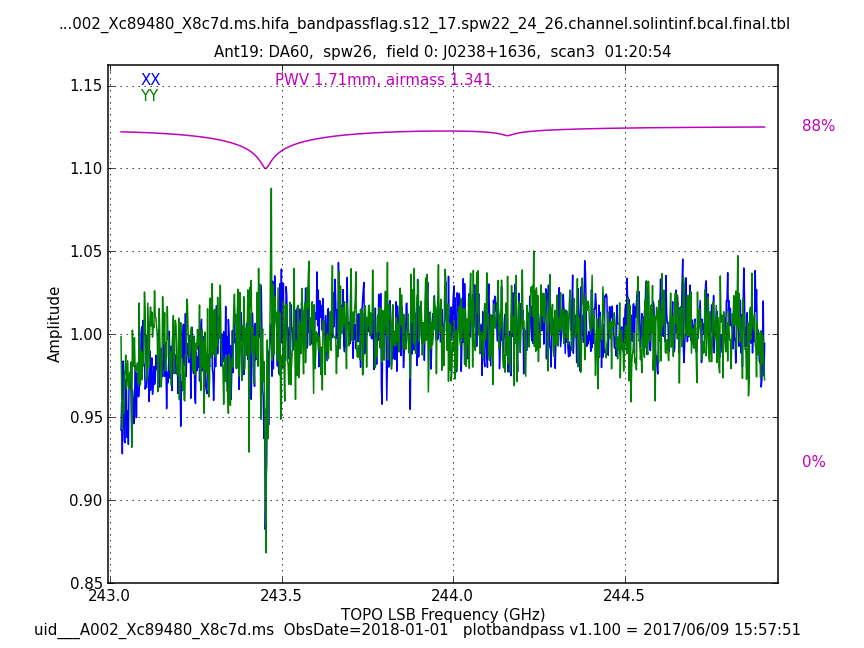 ...002_Xc89480_X8c7d.ms.hifa_bandpassflag.s12_17.spw22_24_26.channel.solintinf.bcal.final.tbl
Ant19: DA60, spw26, field 0: J0238+1636, scan3 01:20:54
XX
PWV 1.71mm, airmass 1.341
YY
1.15
1.10
1.05
1.00
0.95
0.90
0.85
Amplitude
88%
0%
243.0
243.5
244.0
244.5
TOPO LSB Frequency (GHz)
uid___A002_Xc89480_X8c7d.ms ObsDate=2018-01-01 plotbandpass v1.100 = 2017/06/09 15:57:51